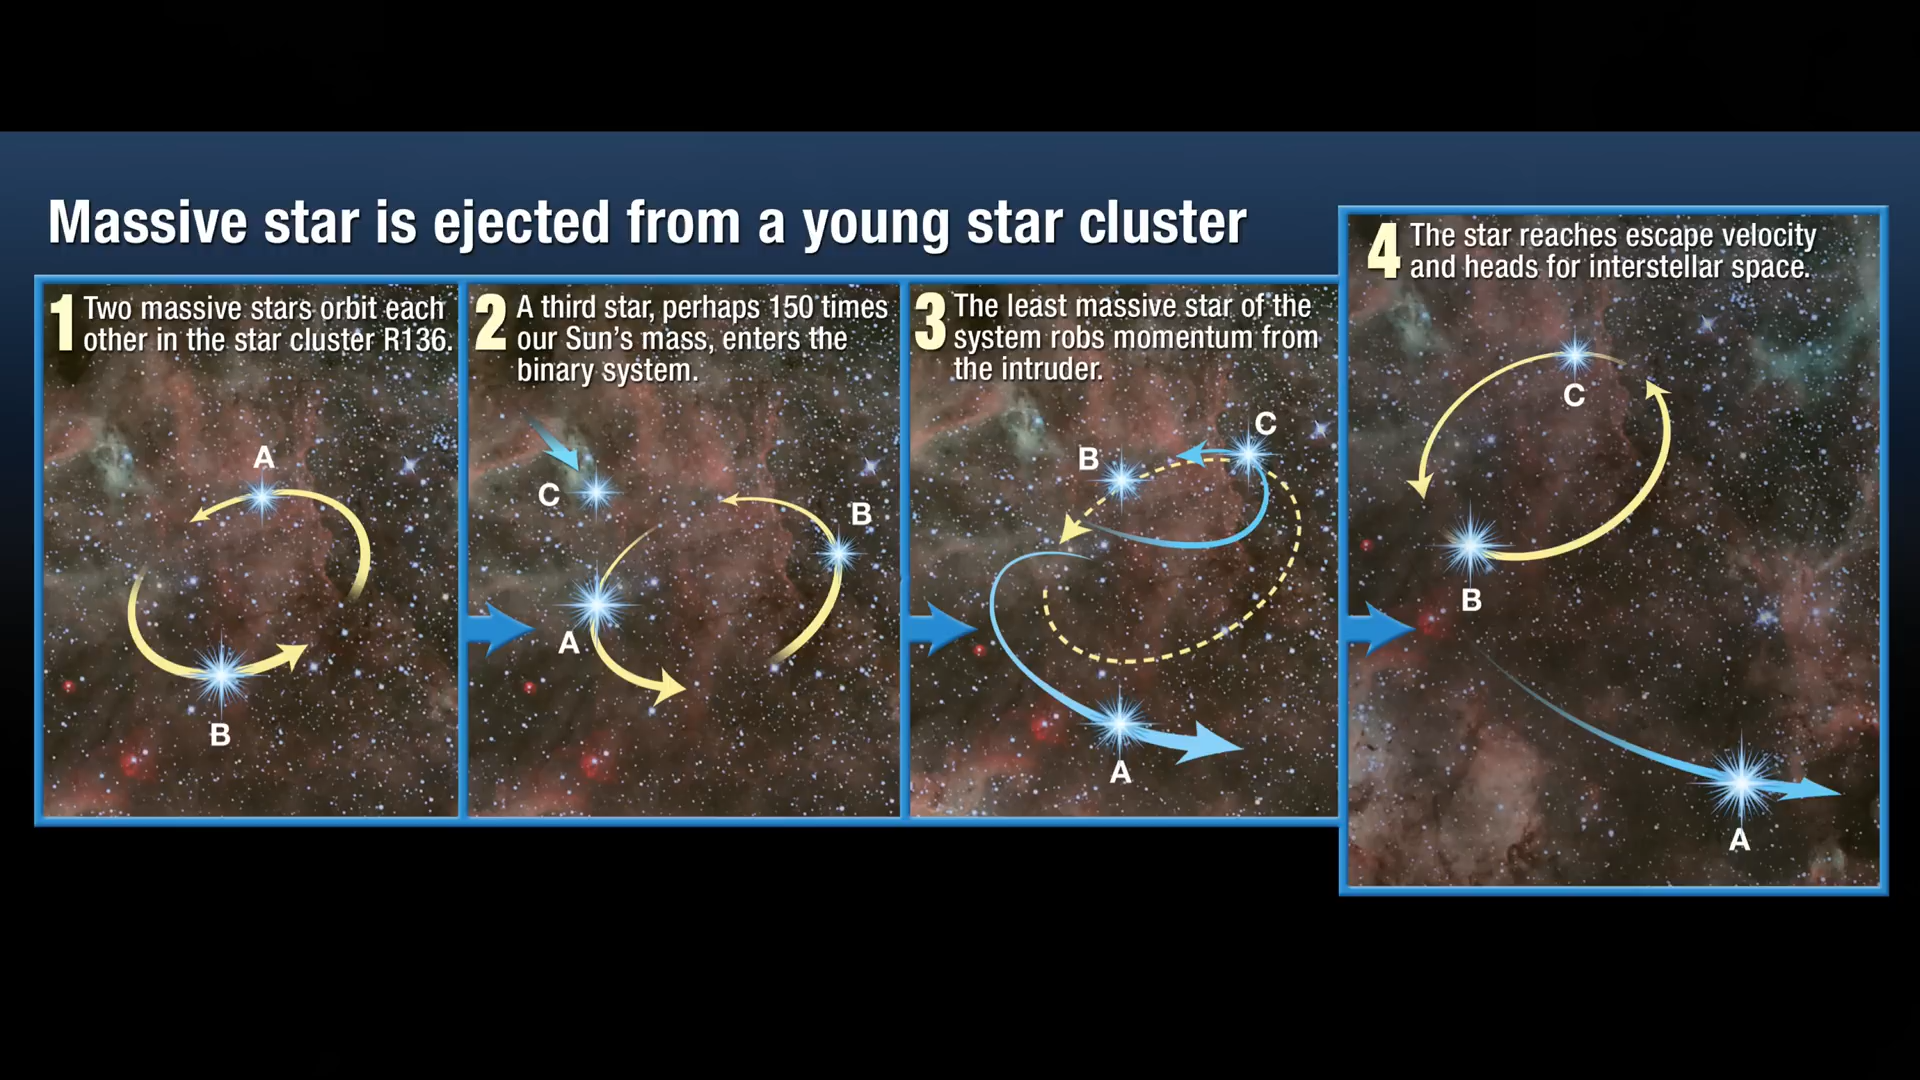 Massive star is ejected from a young star cluster
1 Two massive stars orbit each
other in the star cluster R136.
A
B
2 A third star, perhaps 150 times
our Sun's mass, enters the
binary system.
C
B
A
3 The least massive star of the
system robs momentum from
the intruder.
C
B
A
4 The star reaches escape velocity
and heads for interstellar space.
C
B
A